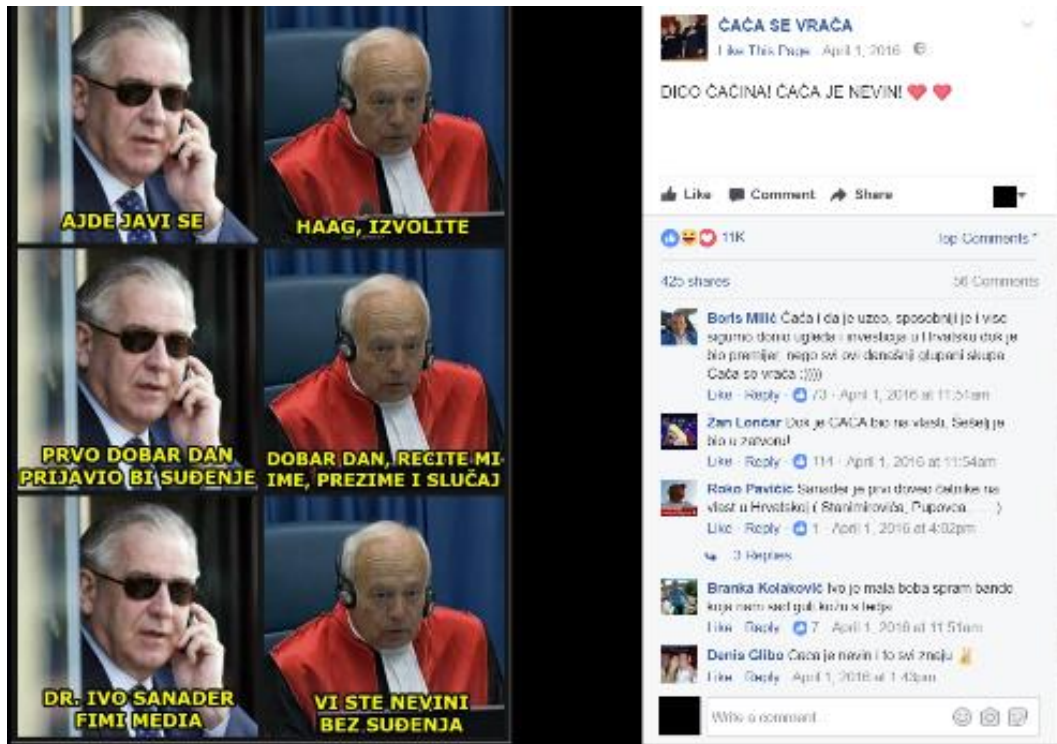 AJDE JAVI SE
HAAG, IZVOLITE
PRVO DOBAR DAN
PRIJAVIO BI SUĐENJE
DOBAR DAN, RECITE MI
IME, PREZIME I SLUČAJ
DR. IVO SANADER
FIMI MEDIA
VI STE NEVINI
BEZ SUĐENJA
ĆAĆA SE VRAĆA
Like This Page · April 1, 2016
DICO ĆAĆINA! ĆAĆA JE NEVIN! ❤ ❤
Like Comment Share
11K
Top Comments
425 shares
56 Comments
Boris Milić Ćaća i da je uzeo, sposobniji je i vise
sigurno donio ugleda i investicija u Hrvatsku dok je
bio premijer, nego svi ovi današnji glupani skupa
Ćaća se vraća :))))
Like · Reply · 73 · April 1, 2016 at 11:51am
Zan Lončar Dok je ĆAĆA bio na vlasti, Šešelj je
bio u zatvoru!
Like · Reply · 114 · April 1, 2016 at 11:54am
Roko Pavičić Sanader je prvi doveo četnike na
vlast u Hrvatskoj ( Stanimirovića, Pupovca )
Like · Reply · 1 · April 1, 2016 at 4:02pm
3 Replies
Branka Kolaković Ivo je mala beba spram bande
koja nam sad guli kožu s ledja
Like · Reply · 7 · April 1, 2016 at 11:51am
Denis Glibo Caca je nevin i to svi znaju ✌
Like · Reply · April 1, 2016 at 1:43pm
Write a comment...